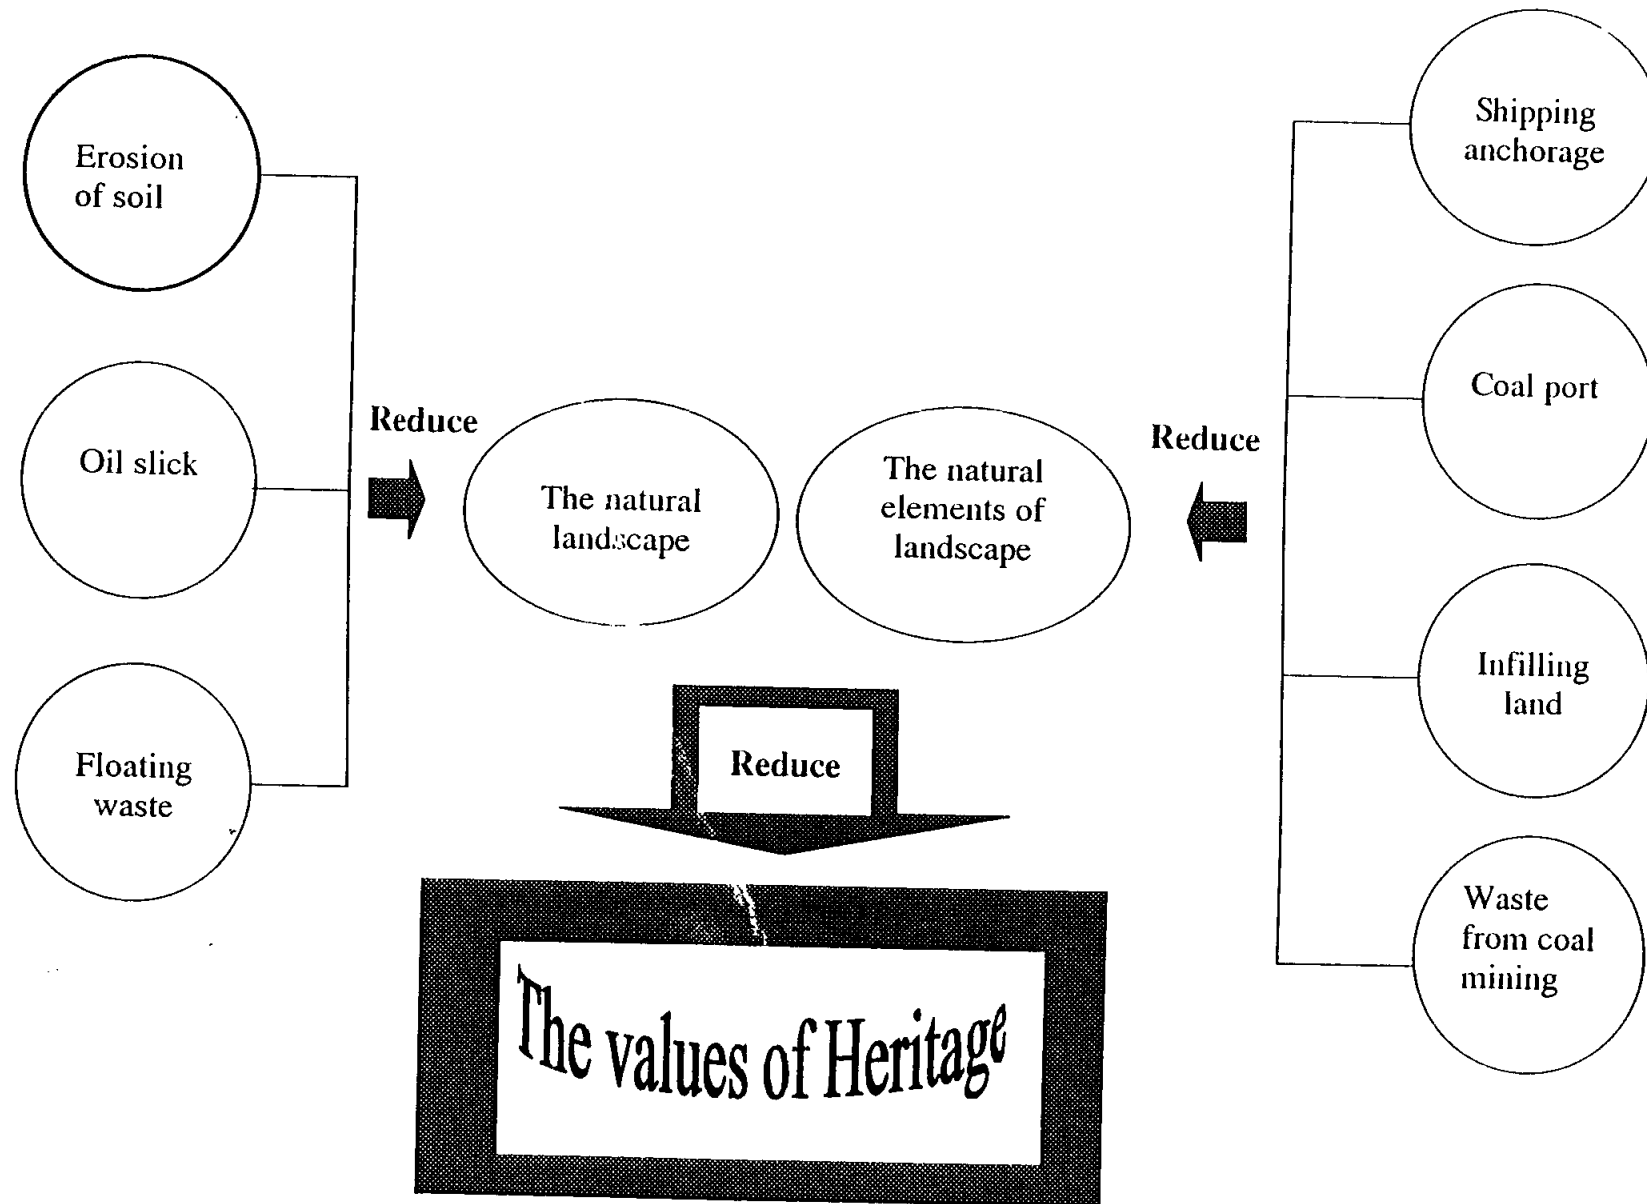 Erosion
of soil
Oil slick
Floating
waste
Reduce
The natural
landscape
The natural
elements of
landscape
Reduce
Shipping
anchorage
Coal port
Infilling
land
Waste
from coal
mining
Reduce
The values of Heritage